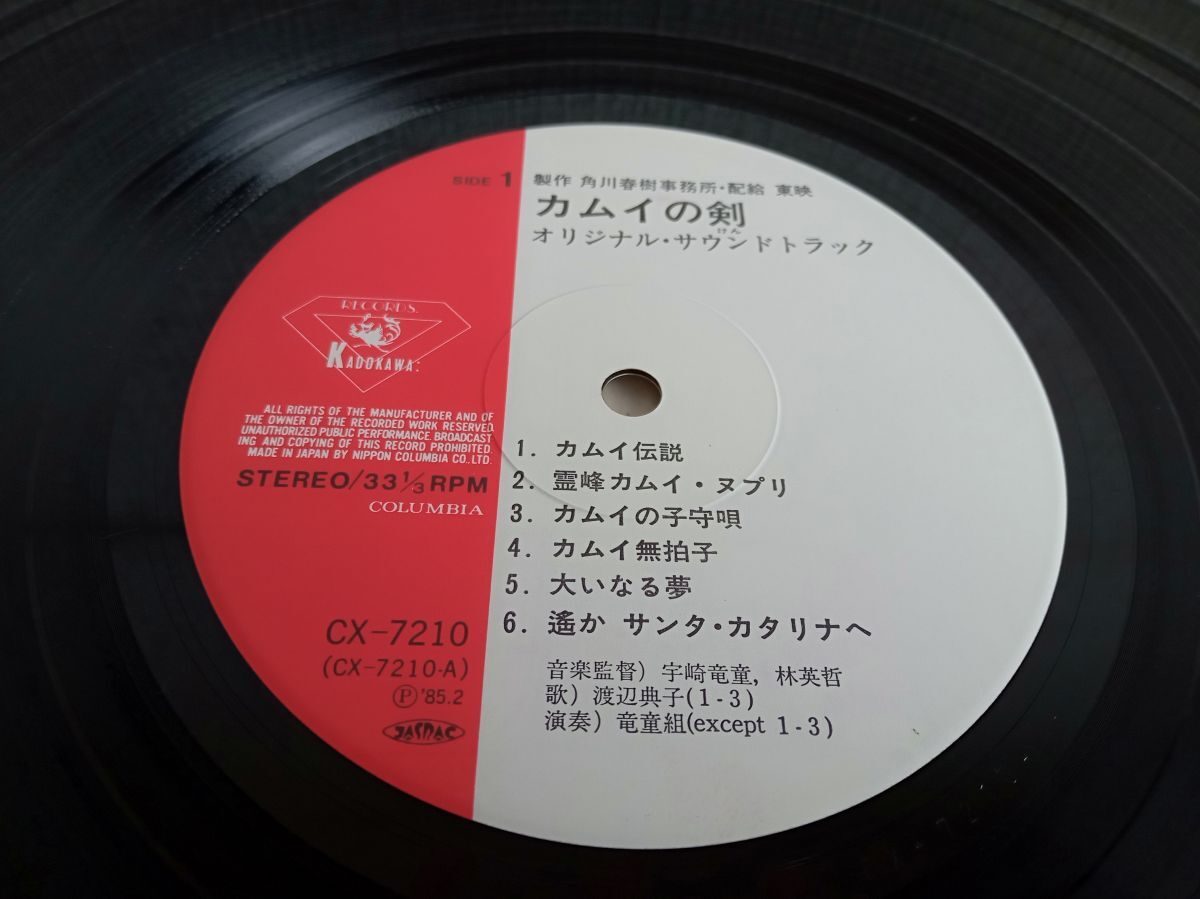 SIDE 1
製作 角川春樹事務所・配給 東映
カムイの剣
けん
オリジナル・サウンドトラック
RECORDS.
KADOKAWA:
ALL RIGHTS OF THE MANUFACTURER AND OF
THE OWNER OF THE RECORDED WORK RESERVED.
UNAUTHORIZED PUBLIC PERFORMANCE. BROADCAST
ING AND COPYING OF THIS RECORD PROHIBITED.
MADE IN JAPAN BY NIPPON COLUMBIA CO., LTD.
STEREO/33 1/3 RPM
COLUMBIA
1. カムイ伝説
2. 霊峰カムイ・ヌプリ
3. カムイの子守唄
4. カムイ無拍子
5. 大いなる夢
6. 遙か サンタ・カタリナへ
CX-7210
(CX-7210-A)
Ⓟ'85.2
JASRAC
音楽監督) 宇崎竜童, 林英哲
歌) 渡辺典子(1-3)
演奏) 竜童組(except 1-3)